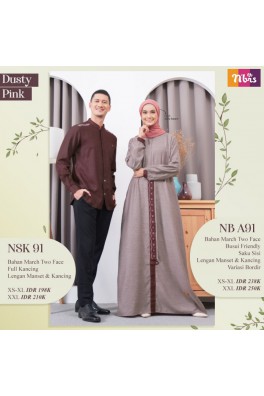 Dusty
Pink
Nbrs
NSK 91
Bahan March Two Face
Full Kancing
Lengan Manset & Kancing
XS-XL IDR 198K
XXL IDR 210K
NB A91
Bahan March Two Face
Busui Friendly
Saku Sisi
Lengan Manset & Kancing
Variasi Bordir
XS-XL IDR 238K
XXL IDR 250K